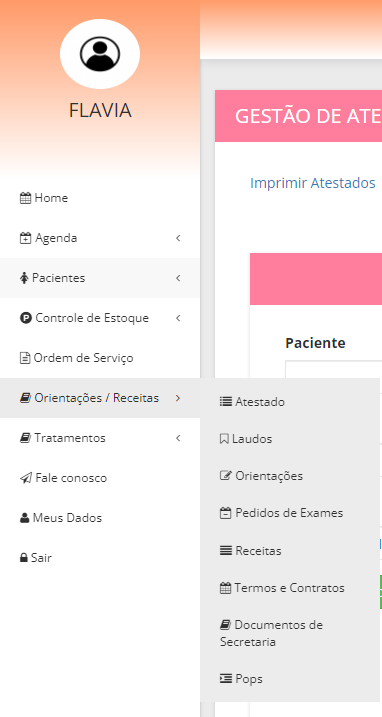 FLAVIA
Home
Agenda
Pacientes
Controle de Estoque
Ordem de Serviço
Orientações / Receitas
Tratamentos
Fale conosco
Meus Dados
Sair
GESTÃO DE ATE
Imprimir Atestados
Paciente
Atestado
Laudos
Orientações
Pedidos de Exames
Receitas
Termos e Contratos
Documentos de
Secretaria
Pops